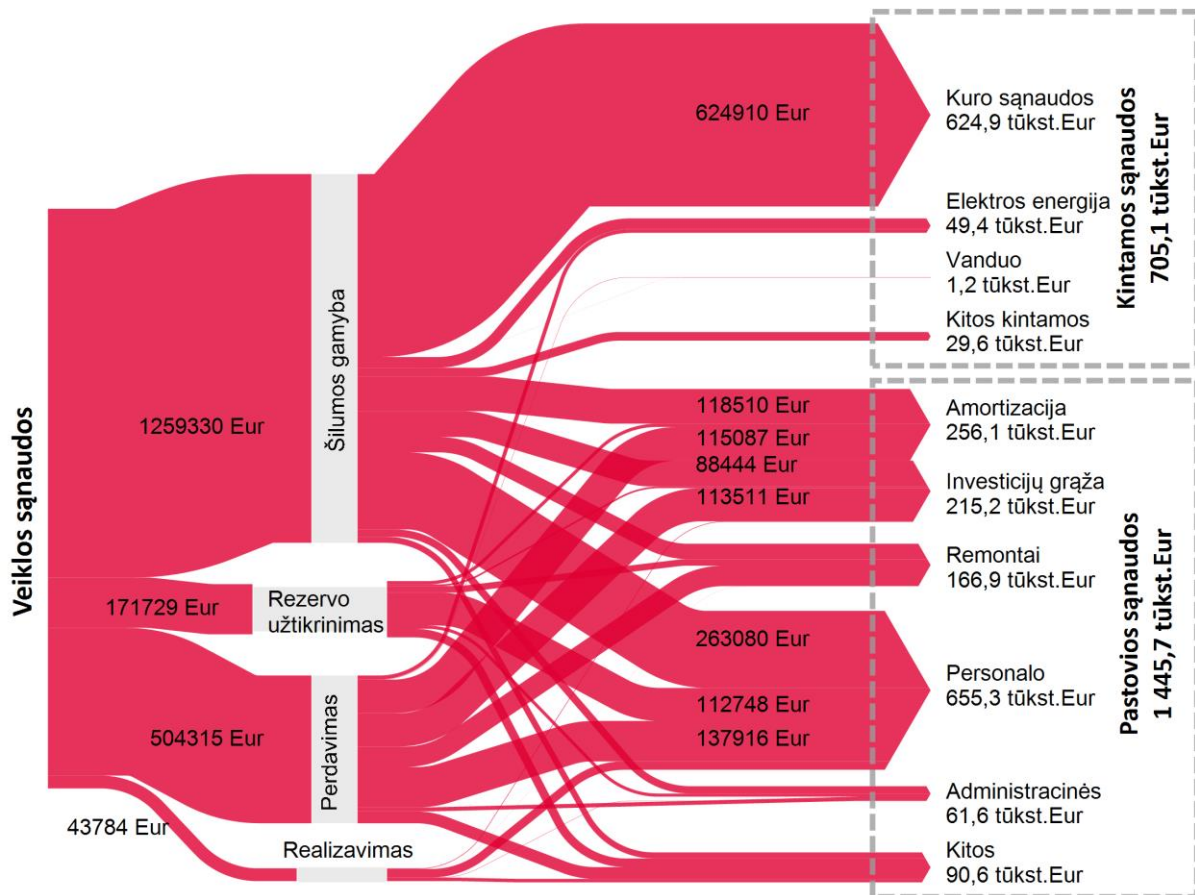 Veiklos sąnaudos
1259330 Eur
171729 Eur
504315 Eur
43784 Eur
Šilumos gamyba
Rezervo
užtikrinimas
Perdavimas
Realizavimas
624910 Eur
118510 Eur
115087 Eur
88444 Eur
113511 Eur
263080 Eur
112748 Eur
137916 Eur
Kuro sąnaudos
624,9 tūkst.Eur
Elektros energija
49,4 tūkst.Eur
Vanduo
1,2 tūkst.Eur
Kitos kintamos
29,6 tūkst.Eur
Kintamos sąnaudos
705,1 tūkst.Eur
Amortizacija
256,1 tūkst.Eur
Investicijų grąža
215,2 tūkst.Eur
Remontai
166,9 tūkst.Eur
Personalo
655,3 tūkst.Eur
Administracinės
61,6 tūkst.Eur
Kitos
90,6 tūkst.Eur
Pastovios sąnaudos
1 445,7 tūkst.Eur